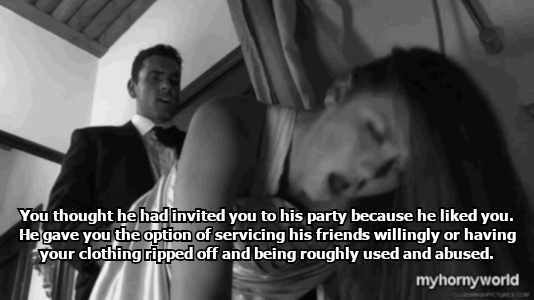 You thought he had invited you to his party because he liked you.
He gave you the option of servicing his friends willingly or having
your clothing ripped off and being roughly used and abused.
myhornyworld